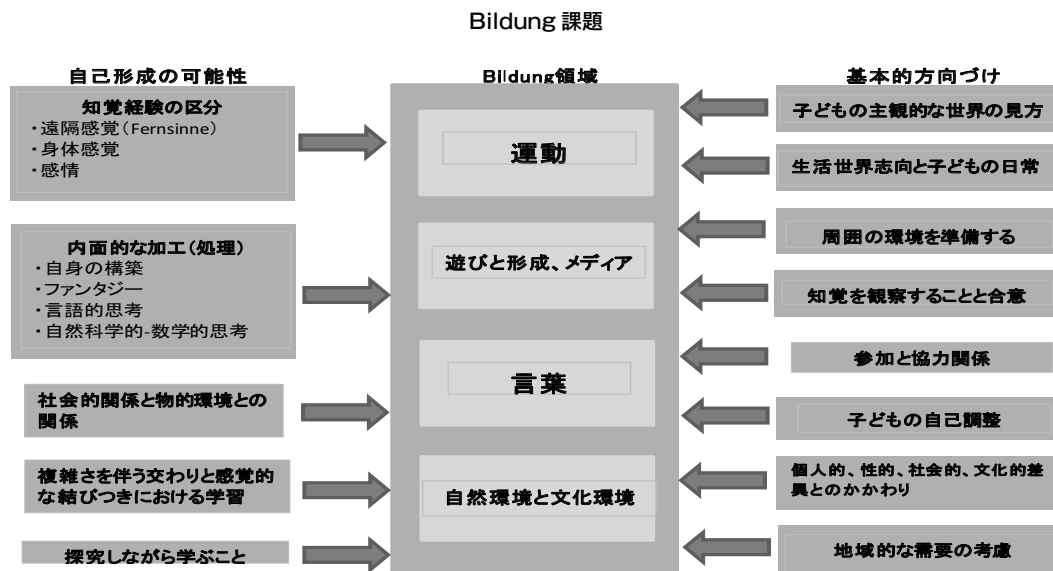 Bildung 課題
自己形成の可能性
知覚経験の区分
・遠隔感覚(Fernsinne)
・身体感覚
・感情
内面的な加工(処理)
・自身の構築
・ファンタジー
・言語的思考
・自然科学的-数学的思考
社会的関係と物的環境との
関係
複雑さを伴う交わりと感覚的
な結びつきにおける学習
探究しながら学ぶこと
Bildung領域
運動
遊びと形成、メディア
言葉
自然環境と文化環境
基本的方向づけ
子どもの主観的な世界の見方
生活世界志向と子どもの日常
周囲の環境を準備する
知覚を観察することと合意
参加と協力関係
子どもの自己調整
個人的、性的、社会的、文化的差
異とのかかわり
地域的な需要の考慮